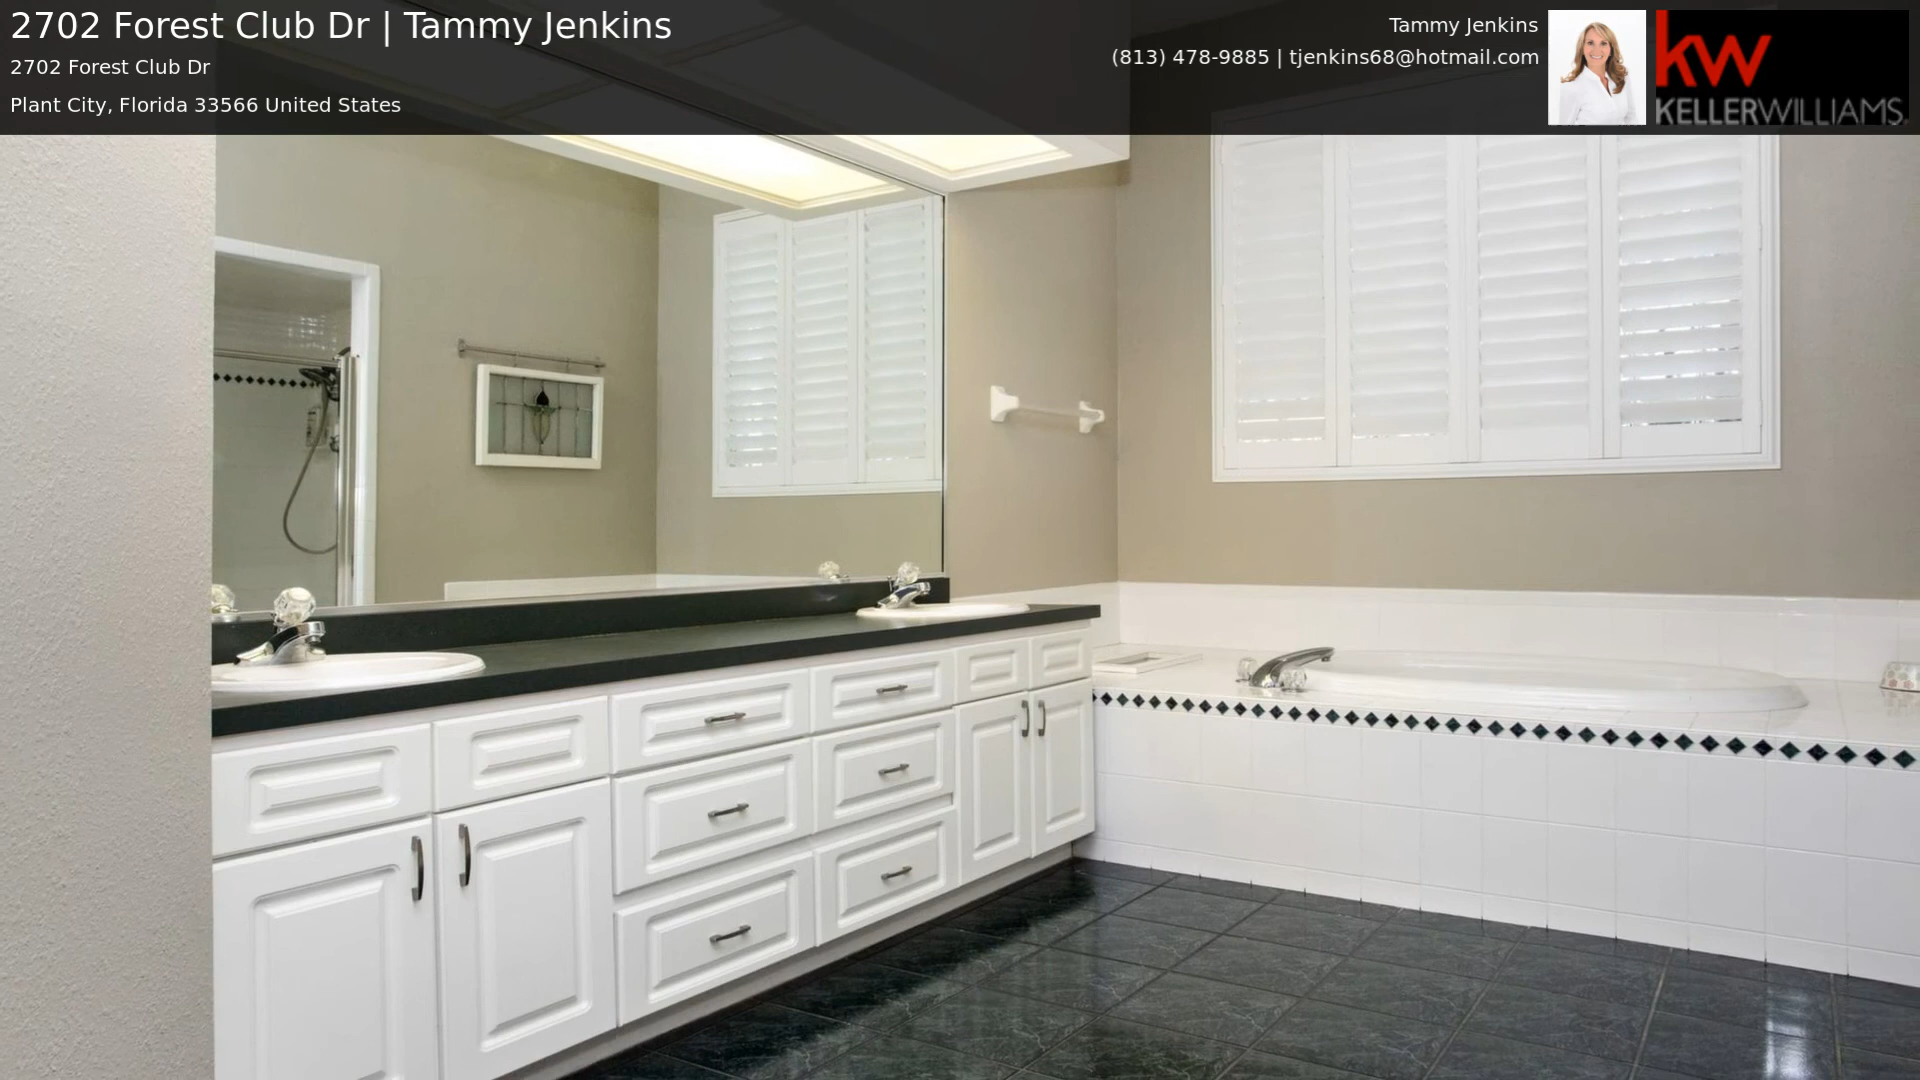 2702 Forest Club Dr | Tammy Jenkins
2702 Forest Club Dr
Plant City, Florida 33566 United States
Tammy Jenkins
(813) 478-9885 | tjenkins68@hotmail.com
kw
KELLERWILLIAMS.